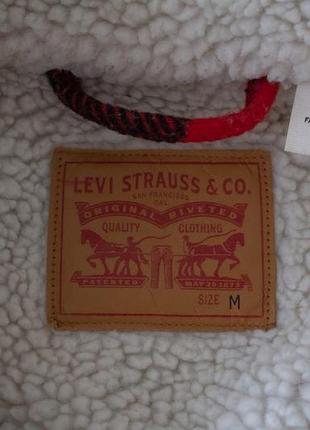 LEVI STRAUSS & CO.
SAN FRANCISCO
CAL
ORIGINAL RIVETED
QUALITY CLOTHING
PATENTED MAY 20 1873
SIZE M